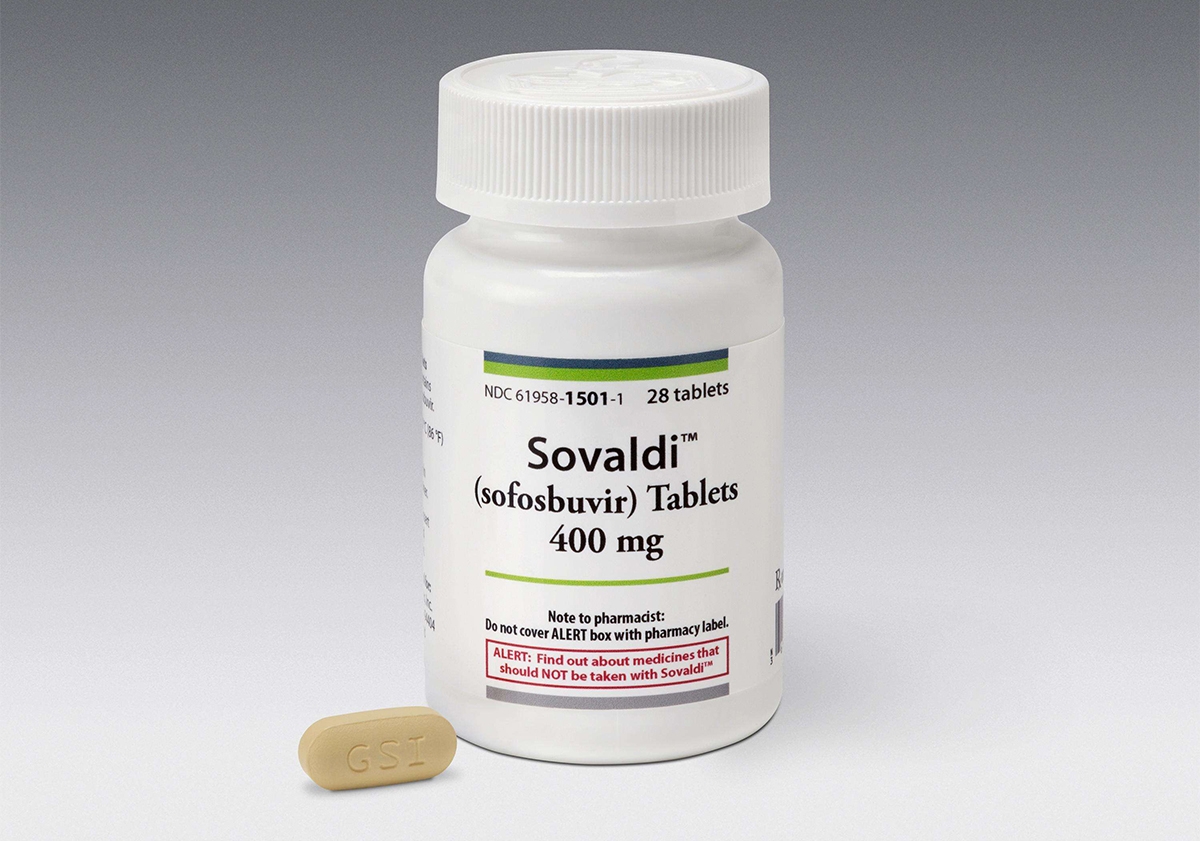 NDC 61958-1501-1 28 tablets
Sovaldi™
(sofosbuvir) Tablets
400 mg
Note to pharmacist:
Do not cover ALERT box with pharmacy label.
ALERT: Find out about medicines that
should NOT be taken with Sovaldi™
GSI